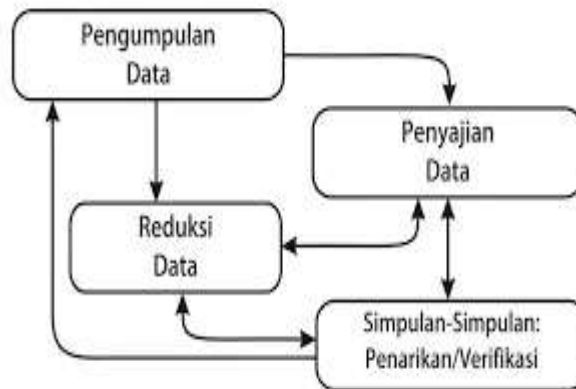 Pengumpulan
Data
Penyajian
Data
Reduksi
Data
Simpulan-Simpulan:
Penarikan/Verifikasi